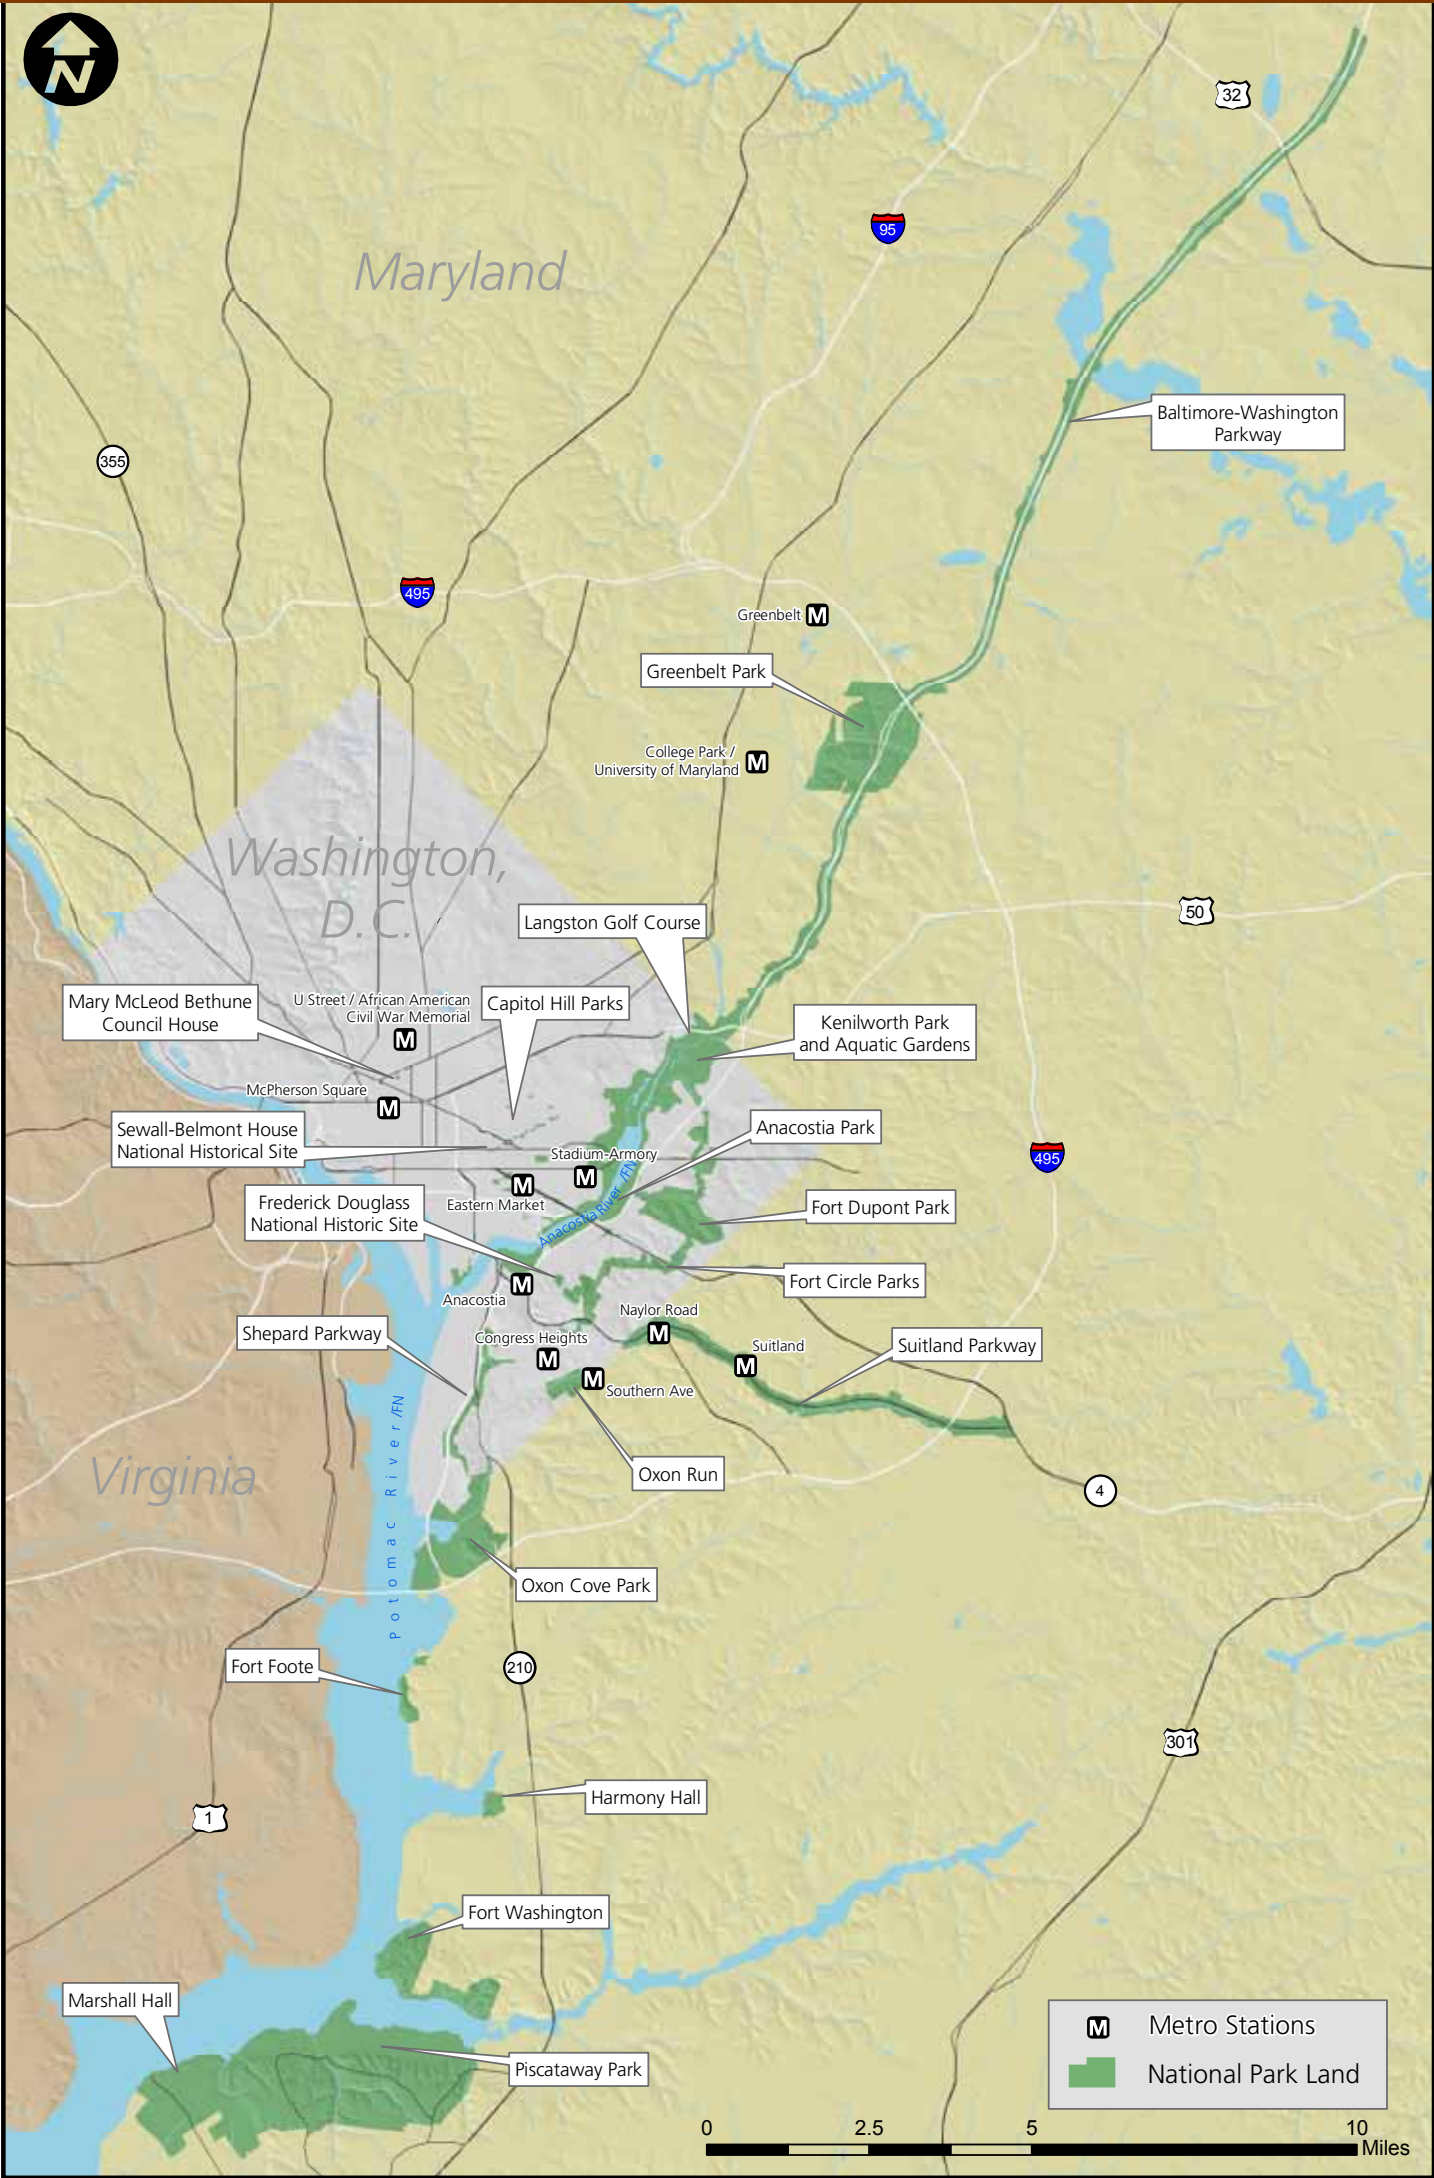 N
32
95
Maryland
Baltimore-Washington
Parkway
355
495
Greenbelt M
Greenbelt Park
College Park /
University of Maryland M
Washington,
D.C.
50
Langston Golf Course
Mary McLeod Bethune
Council House
U Street / African American
Civil War Memorial
M
Capitol Hill Parks
Kenilworth Park
and Aquatic Gardens
McPherson Square
M
Sewall-Belmont House
National Historical Site
Anacostia Park
Stadium-Armory
M
495
M
Eastern Market
Anacostia River /FN
Frederick Douglass
National Historic Site
Fort Dupont Park
Fort Circle Parks
M
Anacostia
Naylor Road
M
Shepard Parkway
Congress Heights
M
Suitland
M
Suitland Parkway
M
Southern Ave
Potomac River /FN
Virginia
Oxon Run
4
Oxon Cove Park
Fort Foote
210
301
Harmony Hall
1
Fort Washington
Marshall Hall
Piscataway Park
M Metro Stations
National Park Land
0 2.5 5 10
Miles